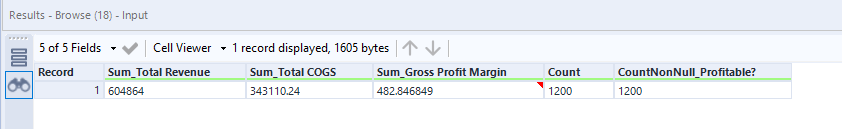 Results - Browse (18) - Input
5 of 5 Fields Cell Viewer 1 record displayed, 1605 bytes
Record Sum_Total Revenue Sum_Total COGS Sum_Gross Profit Margin Count CountNonNull_Profitable?
1 604864 343110.24 482.846849 1200 1200